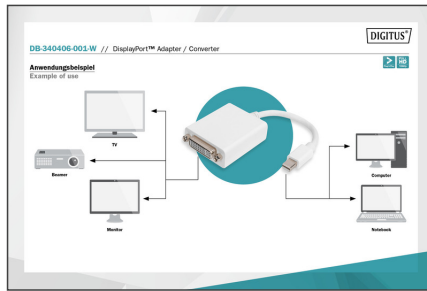 DIGITUS®
DB-340406-001-W // DisplayPort™ Adapter / Converter
Anwendungsbeispiel
Example of use
TV
Beamer
Monitor
Computer
Notebook